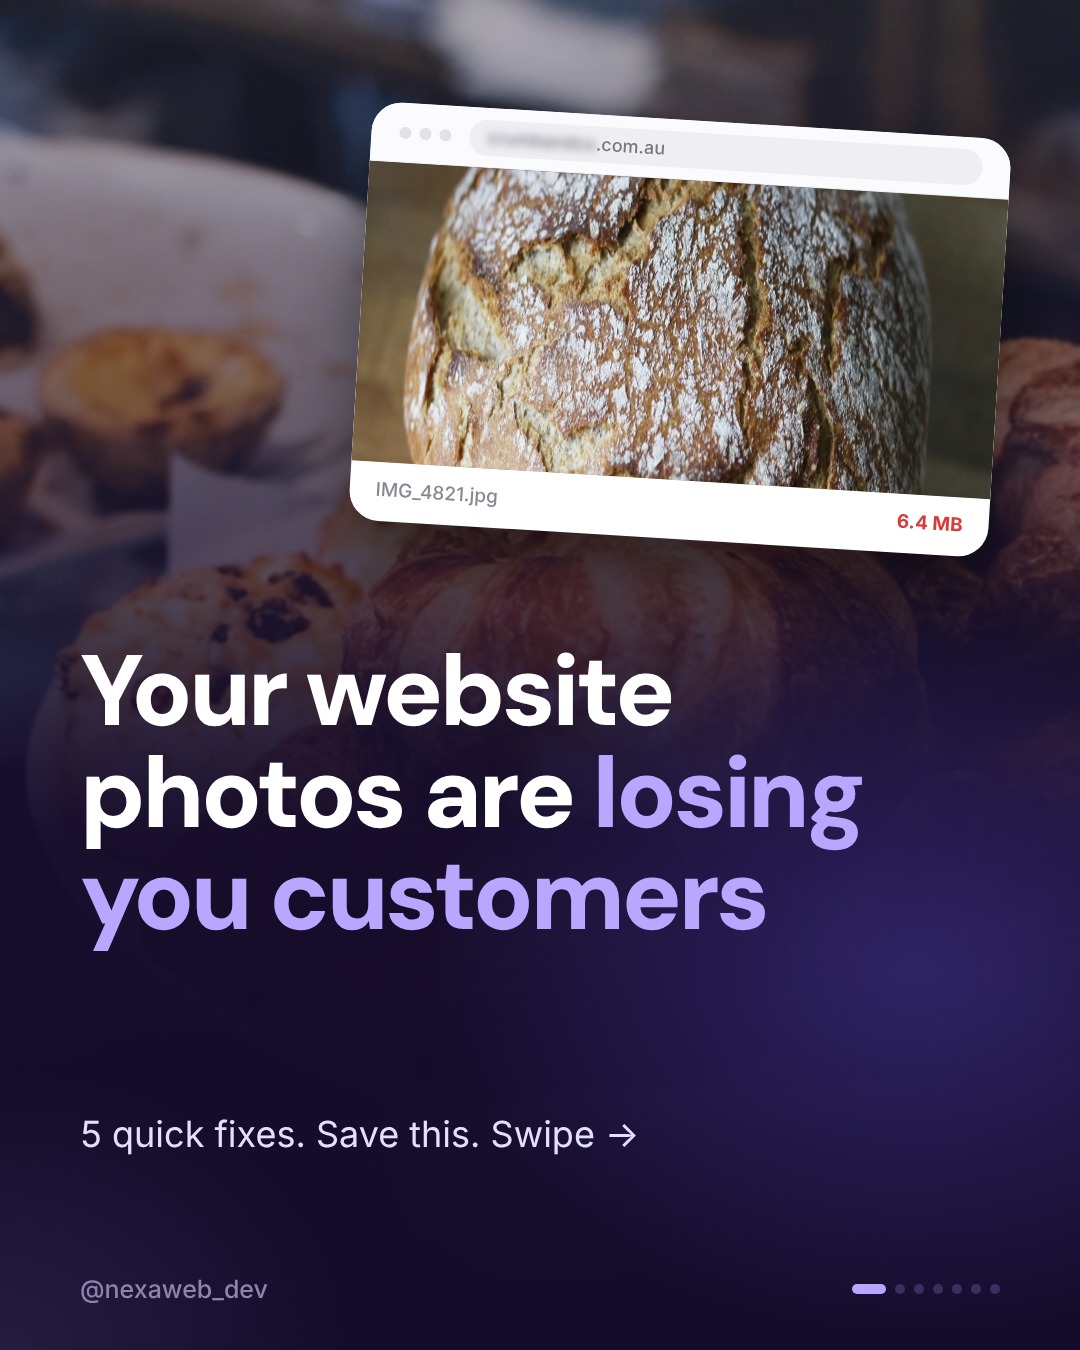 .com.au
IMG_4821.jpg
6.4 MB
Your website
photos are losing
you customers
5 quick fixes. Save this. Swipe →
@nexaweb_dev